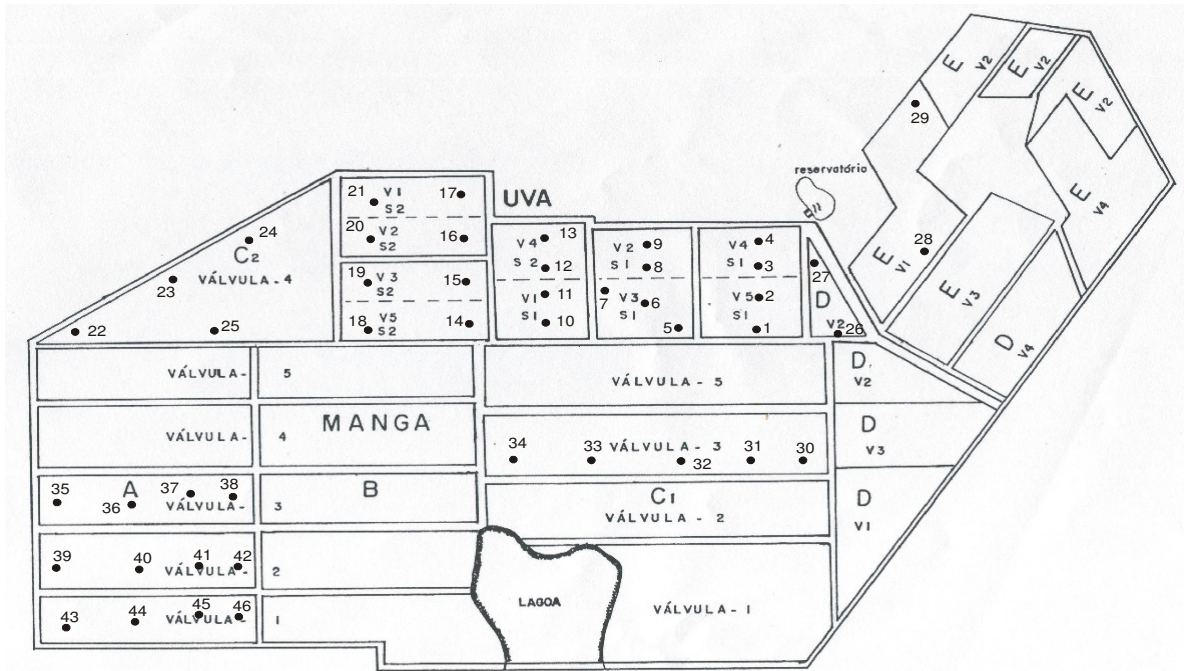 E V2
E V2
E V2
29
reservatório
21 V1 17
S2
UVA
E V4
20 V2 16
S2
24
C2
V4 13
S2 12
V2 9
S1 8
V4 4
S1 3
28
E V1
27
23
VÁLVULA - 4
19 V3 15
S2
V1 11
S1 10
7 V3 6
S1 5
V5 2
S1 1
D
V2 26
E V3
22
25
18 V5 14
S2
D V4
VÁLVULA- 5
VÁLVULA - 5
D
V2
VÁLVULA- 4
MANGA
D
V3
34 33 VÁLVULA - 3 31 30
32
35 A 37 38
36 VÁLVULA- 3
B
C1
VÁLVULA - 2
D
V1
39 40 41 42
VÁLVULA- 2
LAGOA
VÁLVULA - 1
43 44 45 46
VÁLVULA- 1